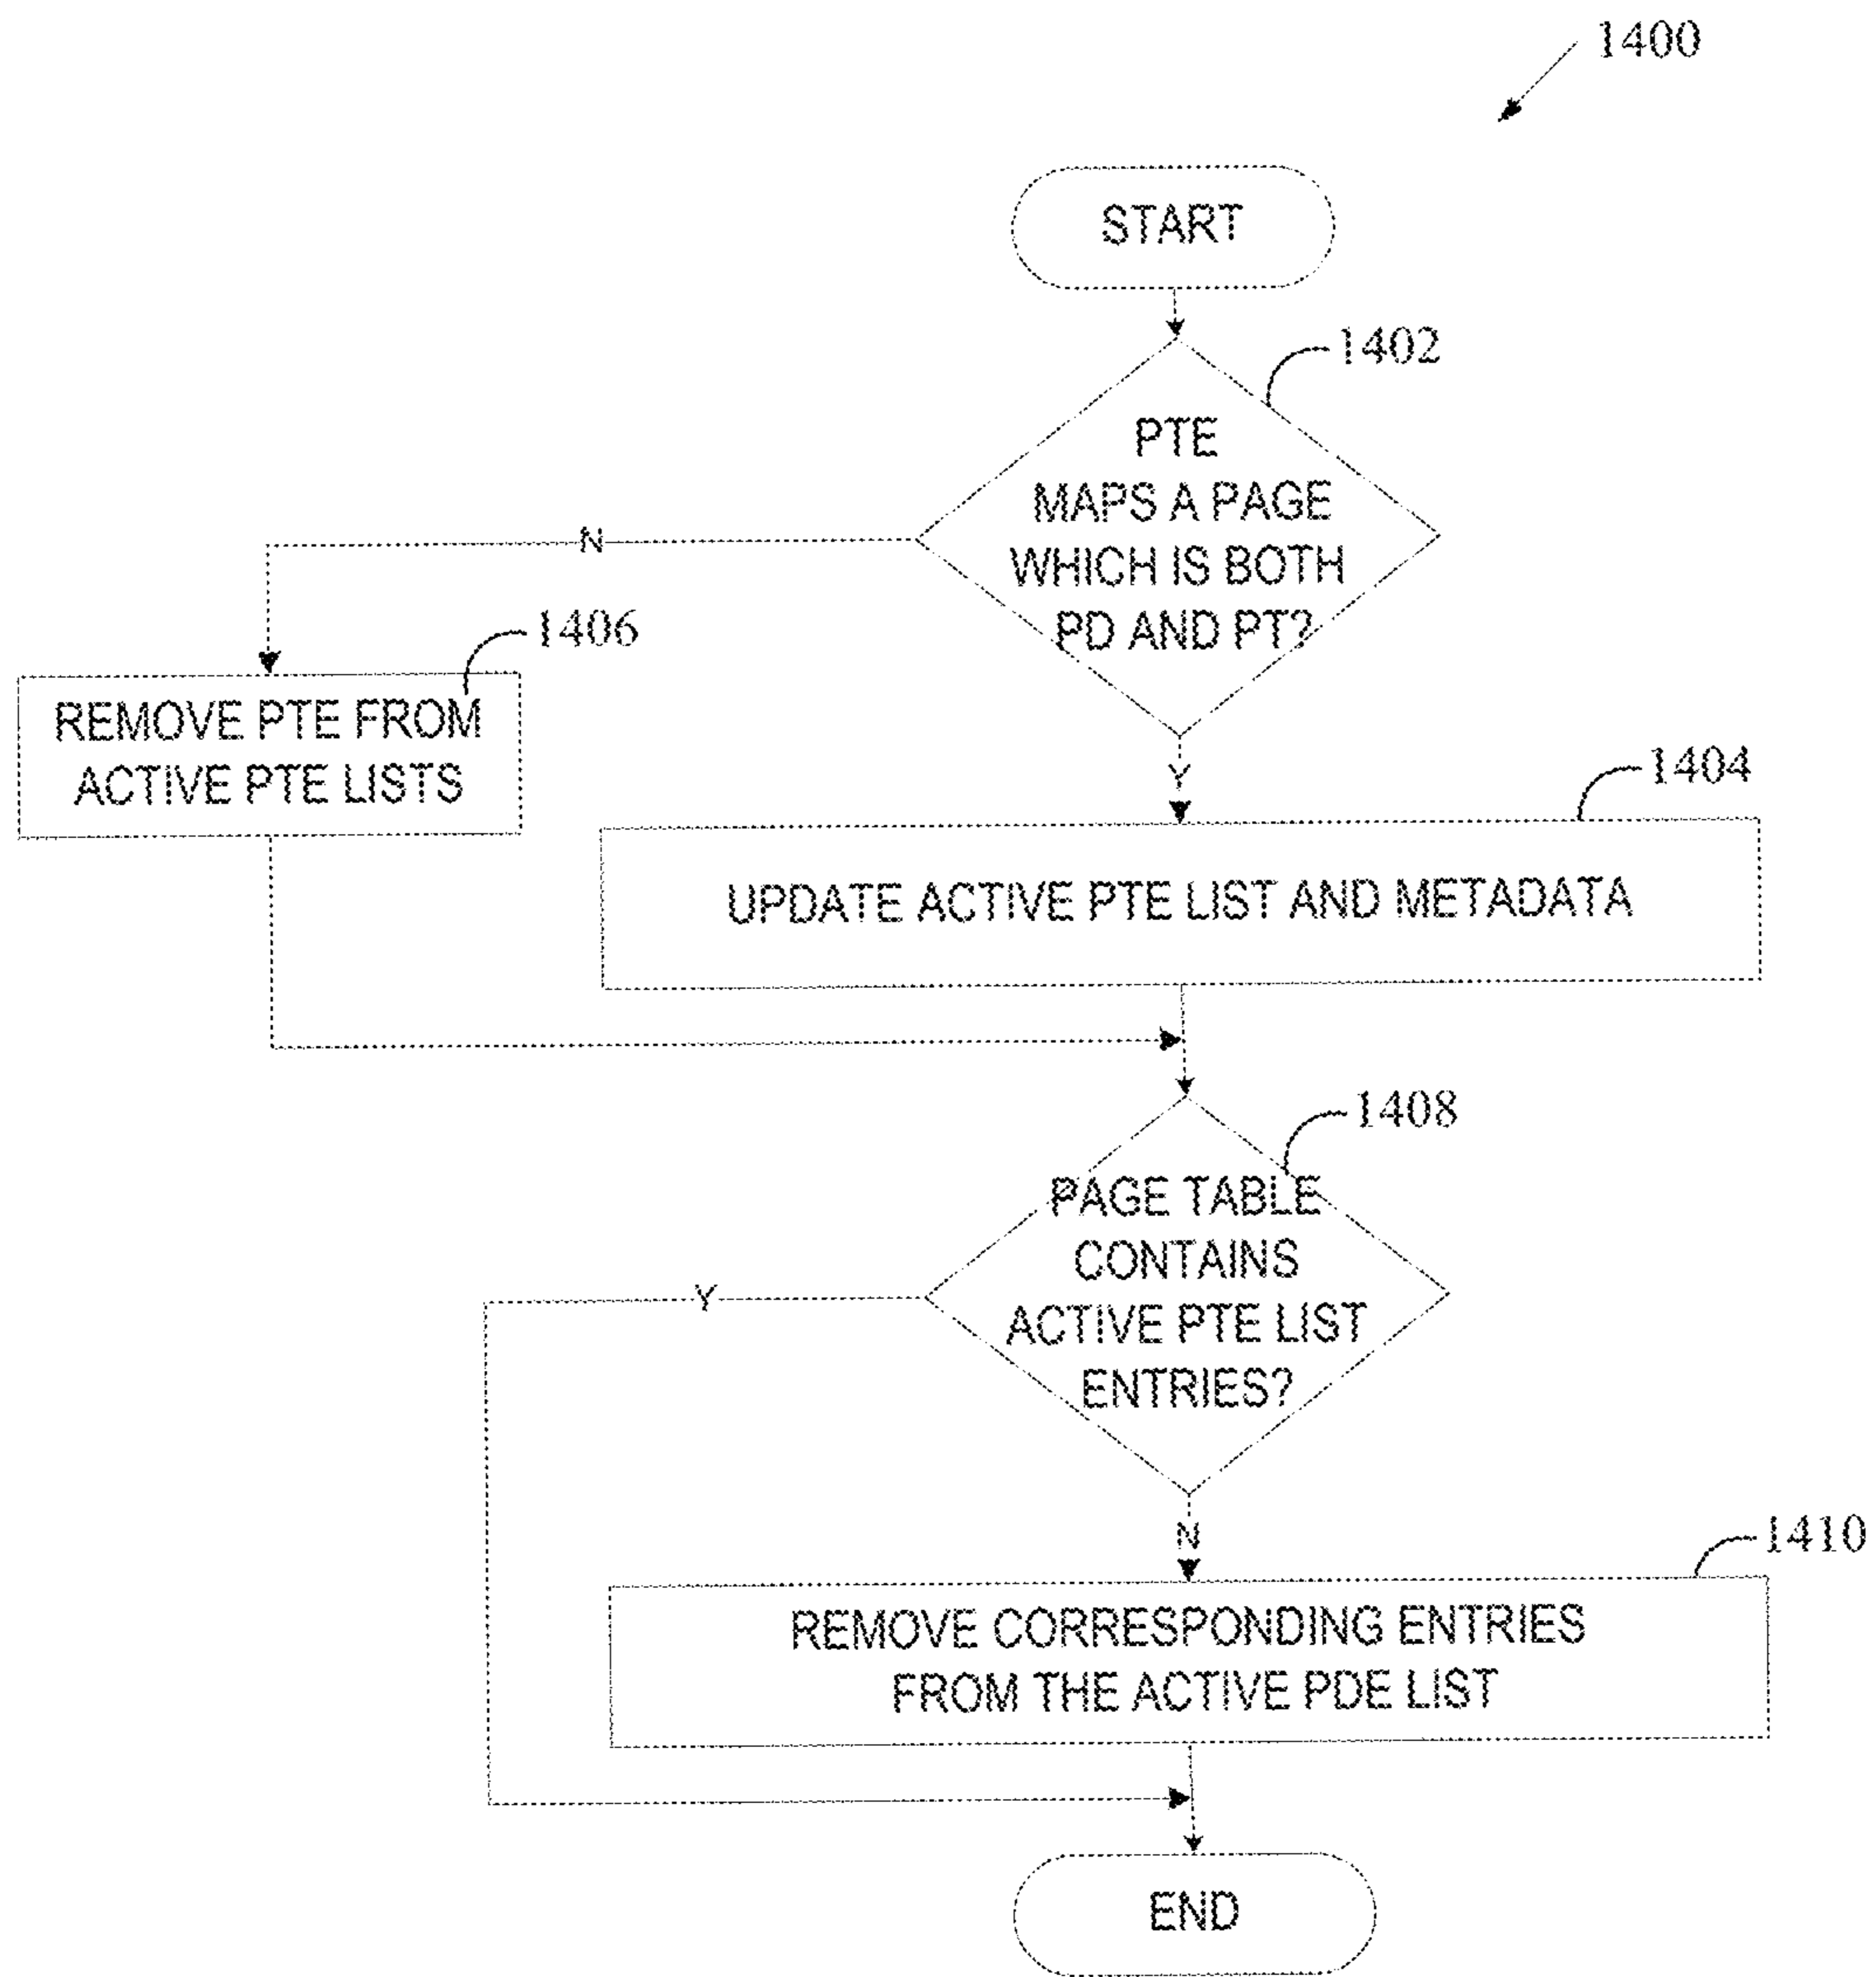 1400
START
1402
PTE
MAPS A PAGE
WHICH IS BOTH
PD AND PT?
N
1406
REMOVE PTE FROM
ACTIVE PTE LISTS
Y
1404
UPDATE ACTIVE PTE LIST AND METADATA
1408
PAGE TABLE
CONTAINS
ACTIVE PTE LIST
ENTRIES?
Y
N
1410
REMOVE CORRESPONDING ENTRIES
FROM THE ACTIVE PDE LIST
END